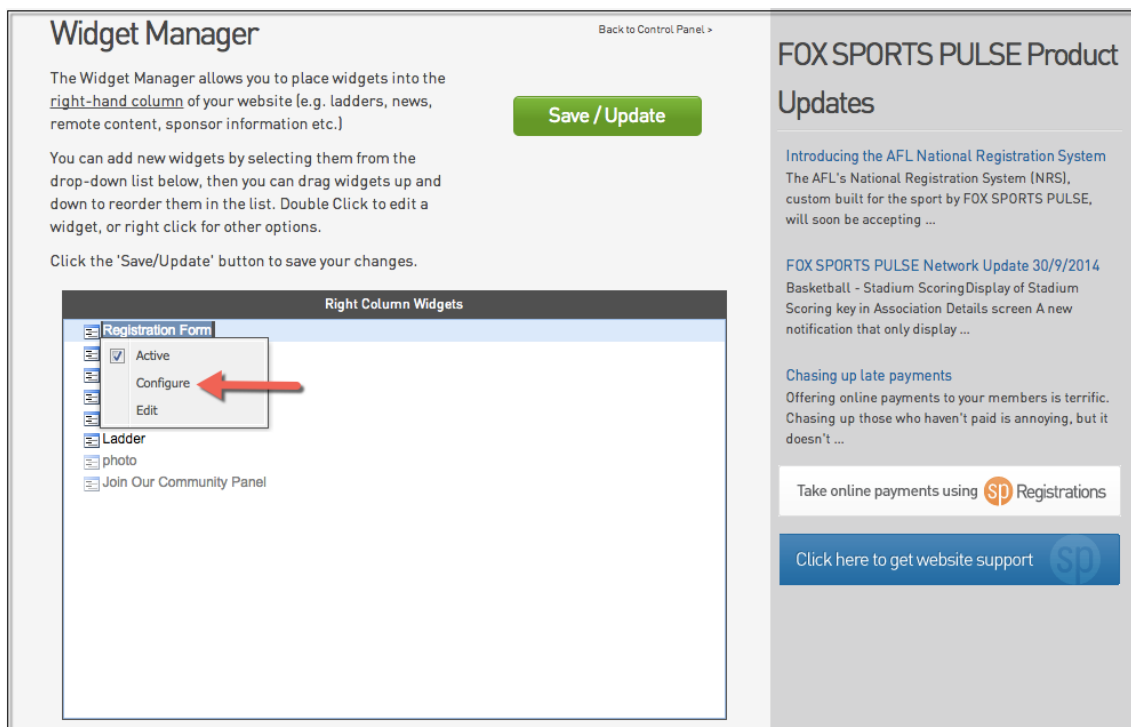 Widget Manager
Back to Control Panel >
The Widget Manager allows you to place widgets into the
right-hand column of your website (e.g. ladders, news,
remote content, sponsor information etc.)
Save / Update
You can add new widgets by selecting them from the
drop-down list below, then you can drag widgets up and
down to reorder them in the list. Double Click to edit a
widget, or right click for other options.
Click the 'Save/Update' button to save your changes.
Right Column Widgets
Registration Form
Active
Configure
Edit
Ladder
photo
Join Our Community Panel
FOX SPORTS PULSE Product
Updates
Introducing the AFL National Registration System
The AFL's National Registration System (NRS),
custom built for the sport by FOX SPORTS PULSE,
will soon be accepting ...
FOX SPORTS PULSE Network Update 30/9/2014
Basketball - Stadium ScoringDisplay of Stadium
Scoring key in Association Details screen A new
notification that only display ...
Chasing up late payments
Offering online payments to your members is terrific.
Chasing up those who haven't paid is annoying, but it
doesn't ...
Take online payments using sp Registrations
Click here to get website support sp